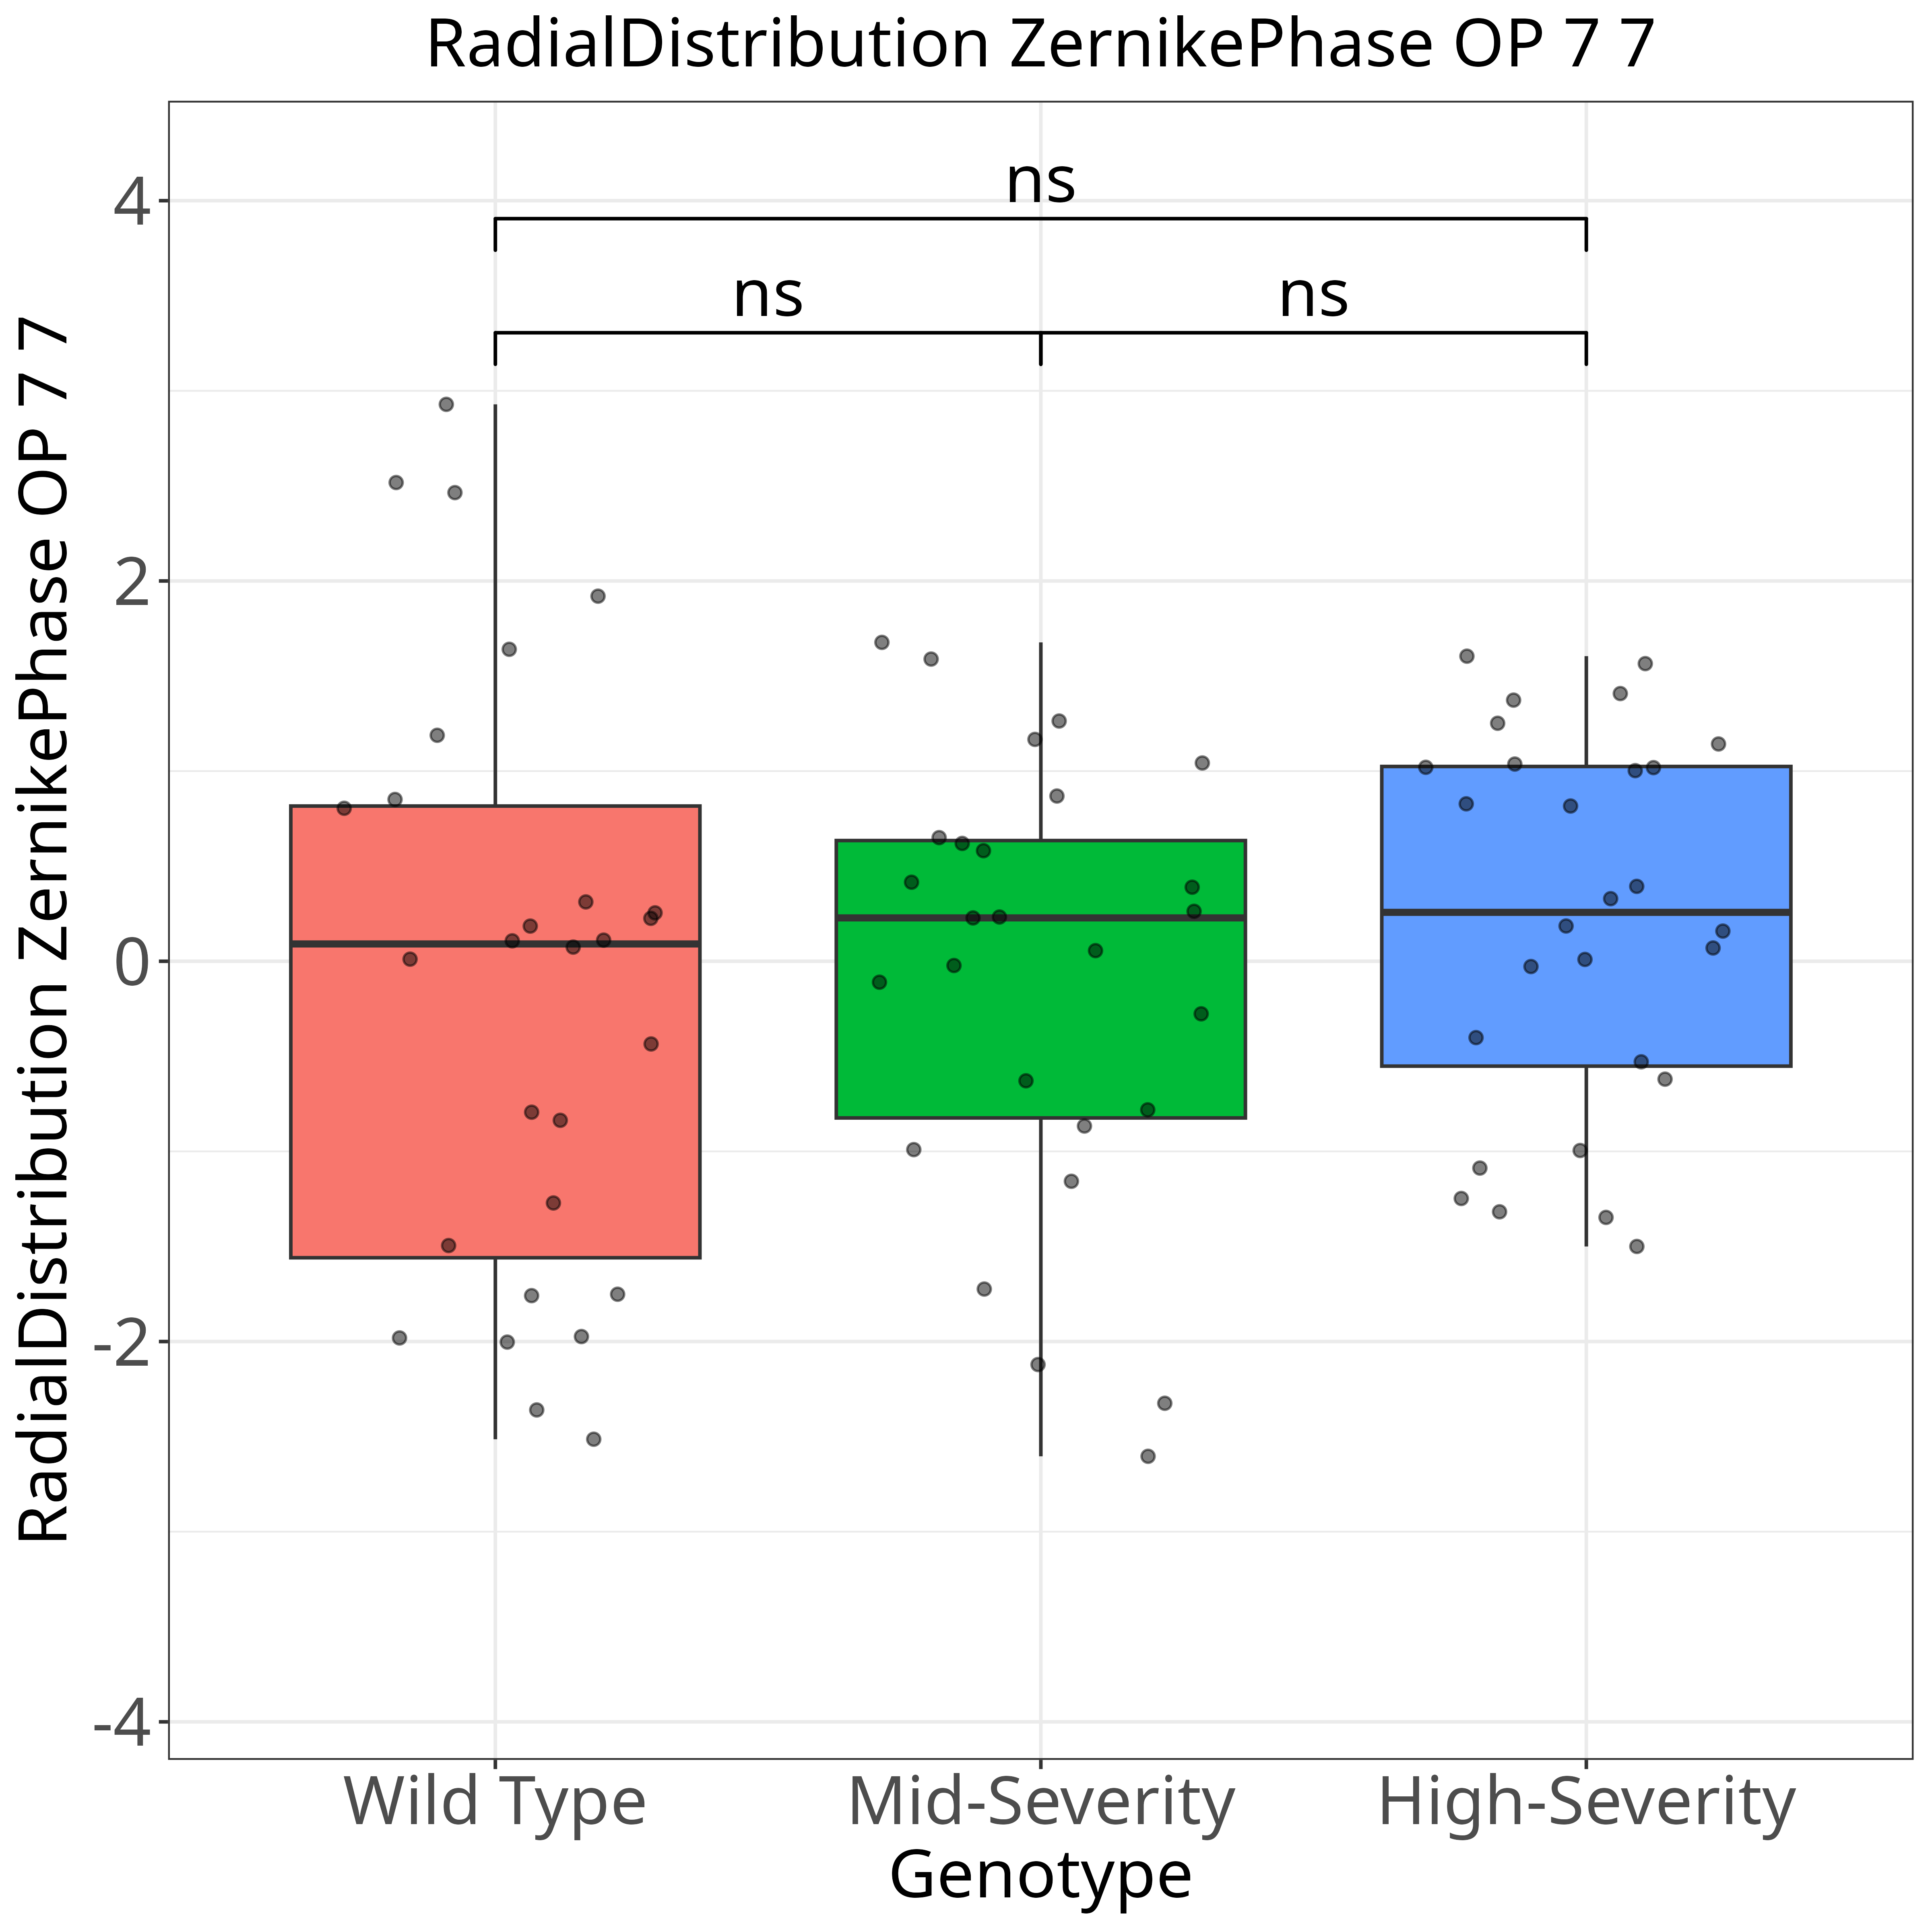 RadialDistribution ZernikePhase OP 7 7
RadialDistribution ZernikePhase OP 7 7
4
2
0
-2
-4
ns
ns
ns
Wild Type
Mid-Severity
High-Severity
Genotype